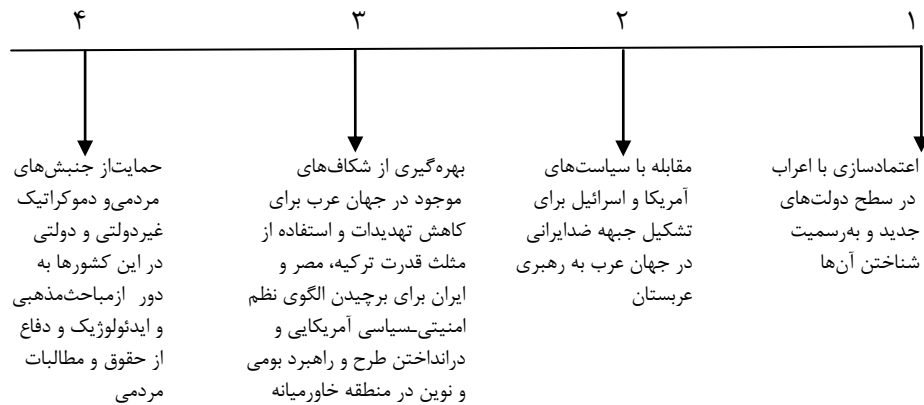 ۱
۲
۳
۴
اعتمادسازی با اعراب
در سطح دولت‌های
جدید و به‌رسمیت
شناختن آن‌ها
مقابله با سیاست‌های
آمریکا و اسرائیل برای
تشکیل جبهه ضدایرانی
در جهان عرب به رهبری
عربستان
بهره‌گیری از شکاف‌های
موجود در جهان عرب برای
کاهش تهدیدات و استفاده از
مثلث قدرت ترکیه، مصر و
ایران برای برچیدن الگوی نظم
امنیتی‌ـ‌سیاسی آمریکایی و
درانداختن طرح و راهبرد بومی
و نوین در منطقه خاورمیانه
حمایت‌از جنبش‌های
مردمی‌و دموکراتیک
غیردولتی و دولتی
در این کشورها به
دور ازمباحث‌مذهبی
و ایدئولوژیک و دفاع
از حقوق و مطالبات
مردمی